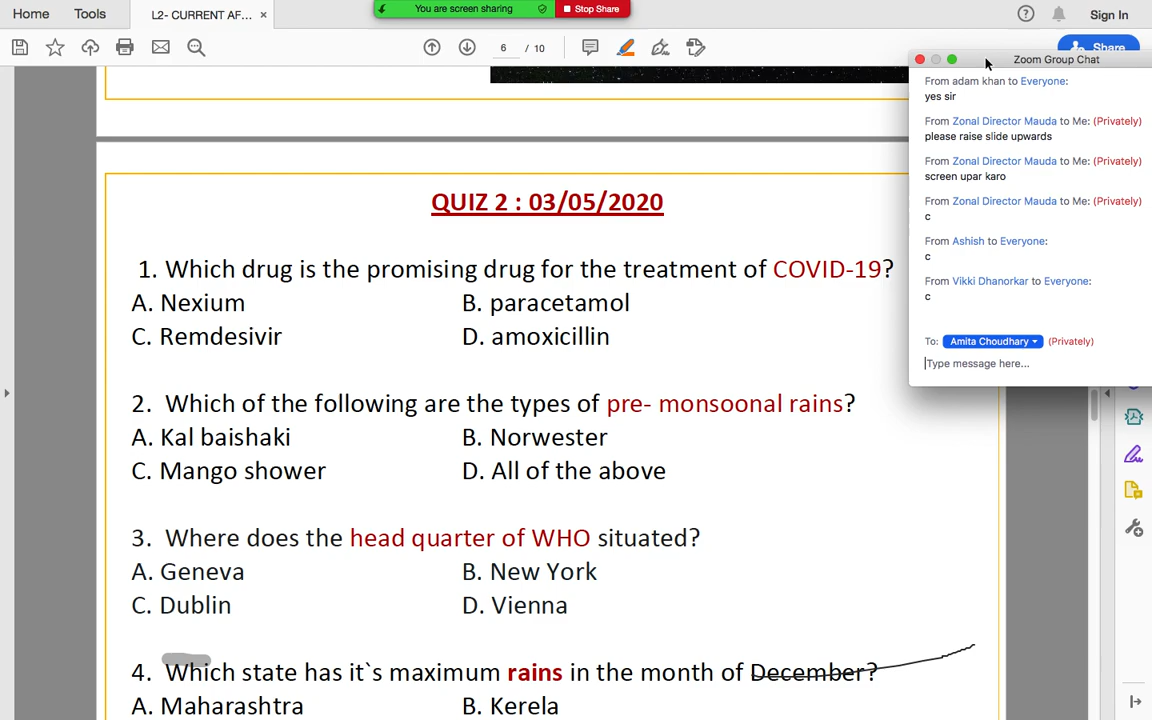 Home Tools L2- CURRENT AF... × You are screen sharing Stop Share Sign In
6 / 10 Share
Zoom Group Chat
From adam khan to Everyone:
yes sir
From Zonal Director Mauda to Me: (Privately)
please raise slide upwards
From Zonal Director Mauda to Me: (Privately)
screen upar karo
From Zonal Director Mauda to Me: (Privately)
c
From Ashish to Everyone:
c
From Vikki Dhanorkar to Everyone:
c
To: Amita Choudhary (Privately)
Type message here...
QUIZ 2 : 03/05/2020
1. Which drug is the promising drug for the treatment of COVID-19?
A. Nexium B. paracetamol
C. Remdesivir D. amoxicillin
2. Which of the following are the types of pre- monsoonal rains?
A. Kal baishaki B. Norwester
C. Mango shower D. All of the above
3. Where does the head quarter of WHO situated?
A. Geneva B. New York
C. Dublin D. Vienna
4. Which state has it`s maximum rains in the month of December?
A. Maharashtra B. Kerela